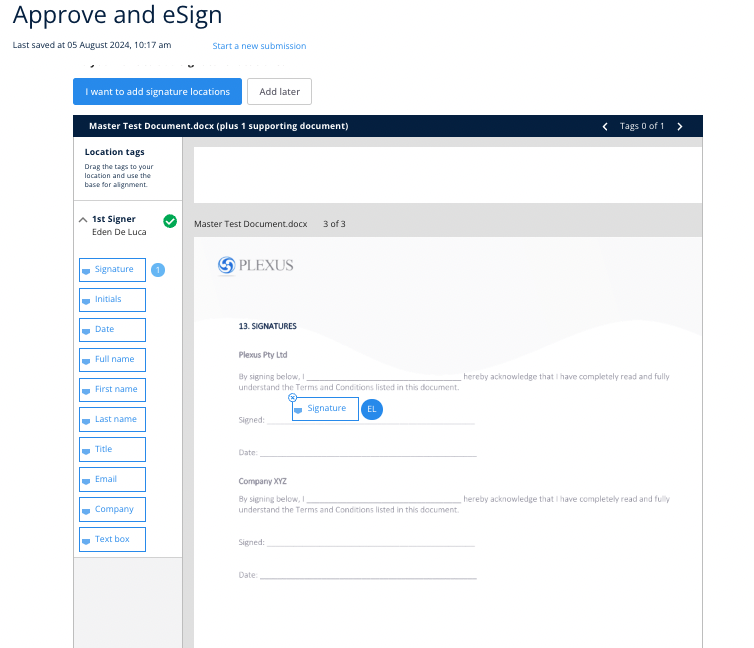 Approve and eSign
Last saved at 05 August 2024, 10:17 am Start a new submission
I want to add signature locations Add later
Master Test Document.docx (plus 1 supporting document) Tags 0 of 1
Location tags
Drag the tags to your
location and use the
base for alignment.
1st Signer
Eden De Luca
Signature 1
Initials
Date
Full name
First name
Last name
Title
Email
Company
Text box
Master Test Document.docx 3 of 3
PLEXUS
13. SIGNATURES
Plexus Pty Ltd
By signing below, I ______________________ hereby acknowledge that I have completely read and fully
understand the Terms and Conditions listed in this document.
Signature EL
Signed: ______________________
Date: ______________________
Company XYZ
By signing below, I ______________________ hereby acknowledge that I have completely read and fully
understand the Terms and Conditions listed in this document.
Signed: ______________________
Date: ______________________